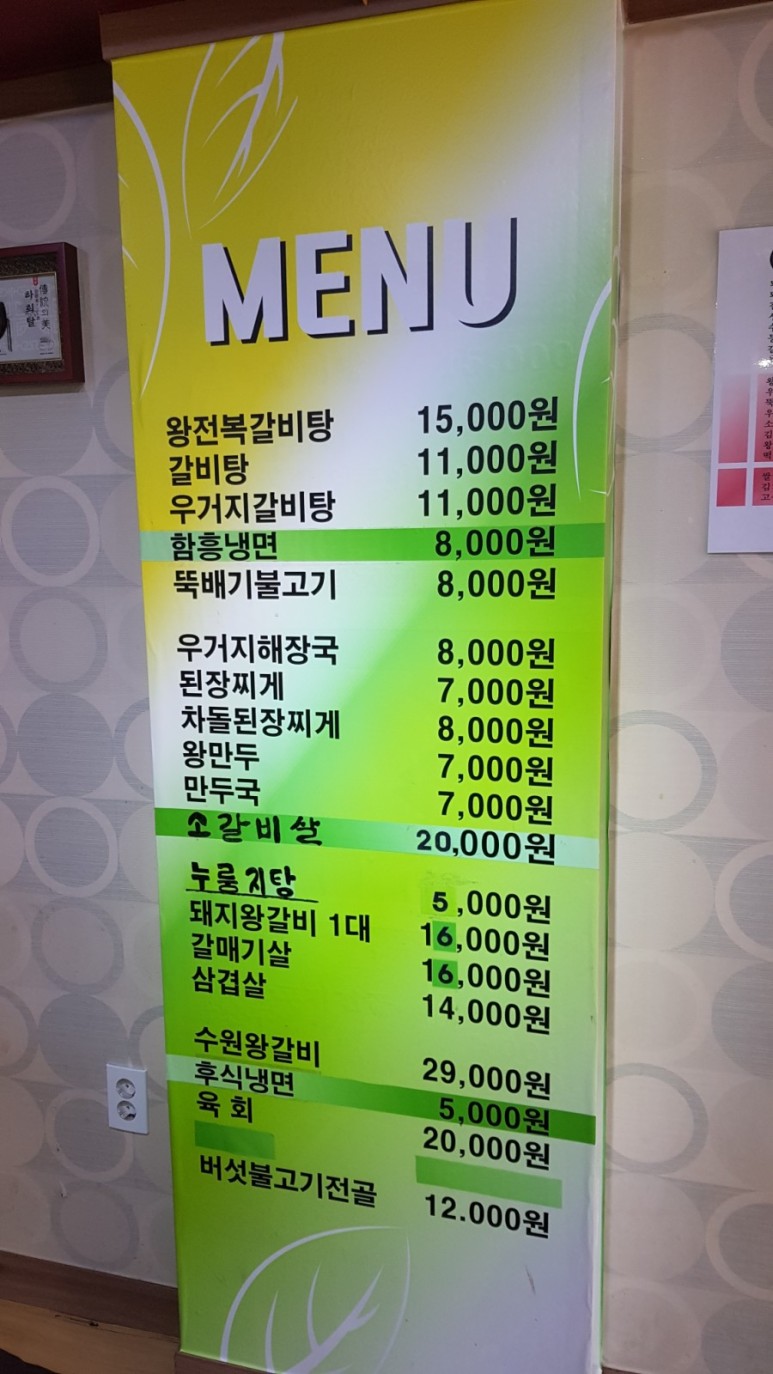 MENU
왕전복갈비탕 15,000원
갈비탕 11,000원
우거지갈비탕 11,000원
함흥냉면 8,000원
뚝배기불고기 8,000원
우거지해장국 8,000원
된장찌게 7,000원
차돌된장찌게 8,000원
왕만두 7,000원
만두국 7,000원
소갈비살 20,000원
누룽지탕 5,000원
돼지왕갈비 1대 16,000원
갈매기살 16,000원
삼겹살 14,000원
수원왕갈비 29,000원
후식냉면 5,000원
육 회 20,000원
버섯불고기전골 12.000원